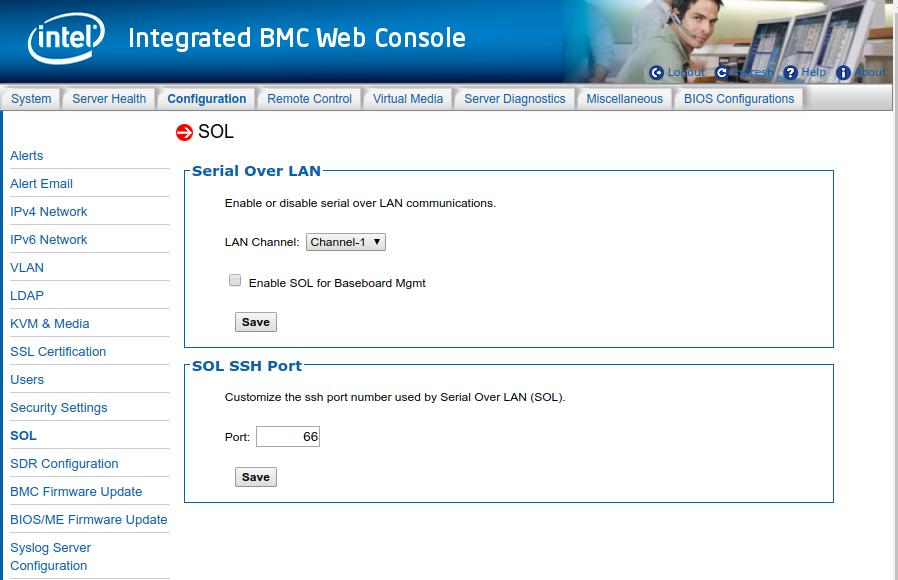 intel
Integrated BMC Web Console
Logout Refresh Help About
System Server Health Configuration Remote Control Virtual Media Server Diagnostics Miscellaneous BIOS Configurations
SOL
Alerts
Alert Email
IPv4 Network
IPv6 Network
VLAN
LDAP
KVM & Media
SSL Certification
Users
Security Settings
SOL
SDR Configuration
BMC Firmware Update
BIOS/ME Firmware Update
Syslog Server
Configuration
Serial Over LAN
Enable or disable serial over LAN communications.
LAN Channel: Channel-1
Enable SOL for Baseboard Mgmt
Save
SOL SSH Port
Customize the ssh port number used by Serial Over LAN (SOL).
Port: 66
Save